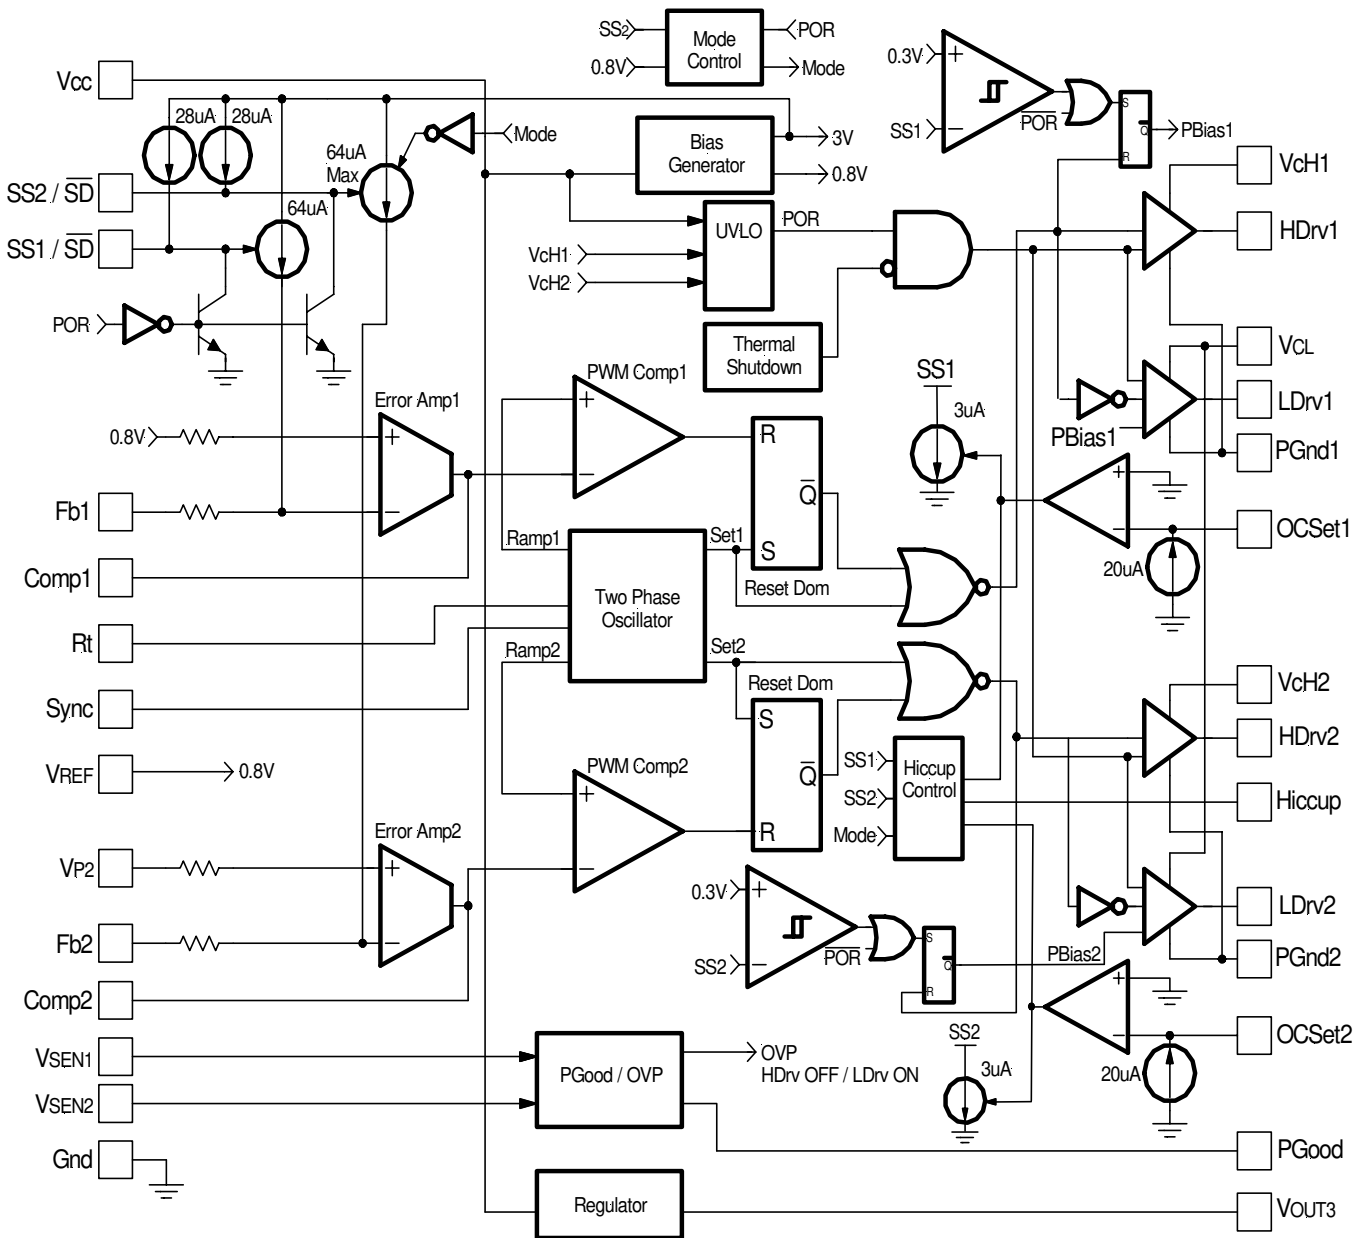 SS2
Mode
Control
POR
0.8V
Mode
0.3V
SS1
POR
S
Q
R
PBias1
Vcc
28uA
28uA
64uA
Max
Mode
Bias
Generator
3V
0.8V
SS2 / SD
SS1 / SD
64uA
UVLO
POR
VcH1
VcH2
VcH1
HDrv1
POR
Thermal
Shutdown
VCL
LDrv1
PBias1
PGnd1
PWM Comp1
SS1
3uA
Error Amp1
0.8V
Fb1
R
Q
S
Reset Dom
OCSet1
20uA
Comp1
Ramp1
Set1
Two Phase
Oscillator
Rt
Ramp2
Set2
Reset Dom
S
Q
R
Sync
VREF
0.8V
PWM Comp2
SS1
SS2
Mode
Hiccup
Control
VcH2
HDrv2
Hiccup
Error Amp2
VP2
Fb2
0.3V
SS2
POR
S
Q
R
PBias2
LDrv2
PGnd2
Comp2
SS2
3uA
OCSet2
20uA
VSEN1
VSEN2
PGood / OVP
OVP
HDrv OFF / LDrv ON
Gnd
PGood
Regulator
VOUT3